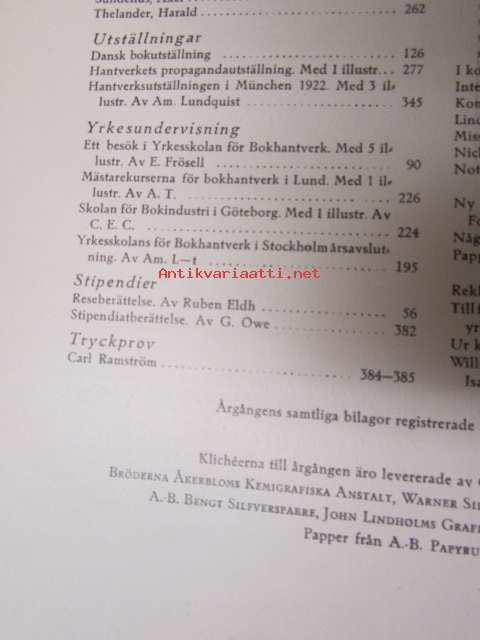 Thelander, Harald 262
Utställningar
Dansk bokutställning 126
Hantverkets propagandautställning. Med 1 illustr... 277
Hantverksutställningen i München 1922. Med 3 il-
lustr. Av Am. Lundquist 345
Yrkesundervisning
Ett besök i Yrkesskolan för Bokhantverk. Med 5 il-
lustr. Av E. Frösell 90
Mästarekurserna för bokhantverk i Lund. Med 1 il-
lustr. Av A. T. 226
Skolan för Bokindustri i Göteborg. Med 1 illustr. Av
C. E. C. 224
Yrkesskolans för Bokhantverk i Stockholm årsavslut-
ning. Av Am. L—t 195
Antikvariaatti.net
Stipendier
Reseberättelse. Av Ruben Eldh 56
Stipendiatberättelse. Av G. Owe 382
Tryckprov
Carl Ramström 384—385
Årgångens samtliga bilagor registrerade
Klichéerna till årgången äro levererade av
Bröderna Åkerbloms Kemigrafiska Anstalt, Warner
A.-B. Bengt Silfversparre, John Lindholms
Papper från A.-B.
I
Ny
Ur